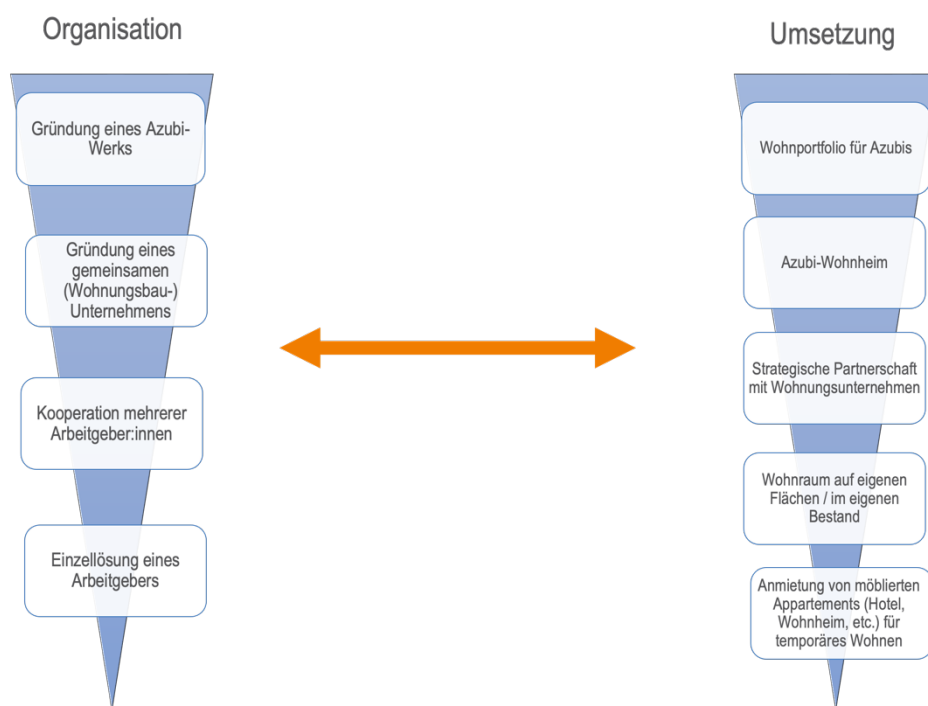 Organisation
Gründung eines Azubi-
Werks
Gründung eines
gemeinsamen
(Wohnungsbau-)
Unternehmens
Kooperation mehrerer
Arbeitgeber:innen
Einzellösung eines
Arbeitgebers
Umsetzung
Wohnportfolio für Azubis
Azubi-Wohnheim
Strategische Partnerschaft
mit Wohnungsunternehmen
Wohnraum auf eigenen
Flächen / im eigenen
Bestand
Anmietung von möblierten
Appartements (Hotel,
Wohnheim, etc.) für
temporäres Wohnen